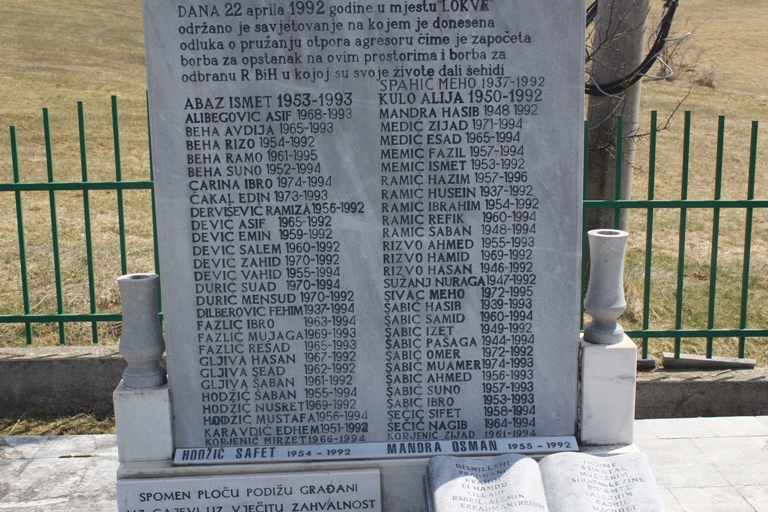 DANA 22 aprila 1992 godine u mjestu "LOKVE"
održano je savjetovanje na kojem je donesena
odluka o pružanju otpora agresoru čime je započeta
borba za opstanak na ovim prostorima i borba za
odbranu R BiH u kojoj su svoje živote dali šehidi
ABAZ ISMET 1953-1993
ALIBEGOVIĆ ASIF 1968-1993
BEHA AVDIJA 1965-1993
BEHA RIZO 1954-1992
BEHA RAMO 1961-1995
BEHA SUNO 1952-1994
ČARINA IBRO 1974-1994
ČAKAL EDIN 1973-1993
DERVIŠEVIĆ RAMIZA 1956-1992
DEVIĆ ASIF 1965-1992
DEVIĆ EMIN 1959-1992
DEVIĆ SALEM 1960-1992
DEVIĆ ZAHID 1970-1992
DEVIĆ VAHID 1955-1994
DURIĆ SUAD 1970-1994
DURIĆ MENSUD 1970-1992
DILBEROVIĆ FEHIM 1937-1994
FAZLIĆ IBRO 1963-1994
FAZLIĆ MUJAGA 1969-1993
FAZLIĆ REŠAD 1965-1993
GLJIVA HASAN 1967-1992
GLJIVA SEAD 1962-1992
GLJIVA ŠABAN 1961-1992
HODŽIĆ ŠABAN 1955-1994
HODŽIĆ NUSRET 1969-1992
HODŽIĆ MUSTAFA 1956-1994
KARAVDIĆ EDHEM 1951-1992
KORJENIĆ MIRZET 1966-1994
SPAHIĆ MEHO 1937-1992
KULO ALIJA 1950-1992
MANDRA HASIB 1948 1992
MEDIĆ ZIJAD 1971-1994
MEDIĆ ESAD 1965-1994
MEMIĆ FAZIL 1957-1994
MEMIĆ ISMET 1953-1992
RAMIĆ HAZIM 1957-1996
RAMIĆ HUSEIN 1937-1992
RAMIĆ IBRAHIM 1954-1992
RAMIĆ REFIK 1960-1994
RAMIĆ ŠABAN 1948-1994
RIZVO AHMED 1955-1993
RIZVO HAMID 1969-1992
RIZVO HASAN 1946-1992
SUŽANJ NURAGA 1947-1992
SIVAC MEHO 1972-1995
ŠABIĆ HASIB 1939-1993
ŠABIĆ SAMID 1960-1994
ŠABIĆ IZET 1949-1992
ŠABIĆ PAŠAGA 1944-1994
ŠABIĆ OMER 1972-1992
ŠABIĆ MUAMER 1974-1993
ŠABIĆ AHMED 1956-1993
ŠABIĆ SUNO 1957-1993
ŠABIĆ IBRO 1953-1993
SEČIĆ SIFET 1958-1994
SEČIĆ NAGIB 1964-1994
KORJENIĆ ZIJAD 1961-1994
HODŽIĆ SAFET 1954-1992 MANDRA OSMAN 1955-1992
SPOMEN PLOČU PODIŽU GRAĐANI
UZ VJEČITU ZAHVALNOST
BISMILLAHI
ELHAMDU
LILLAHI
RABBIL ALEMIN
ERRAHMANIRRAHIM